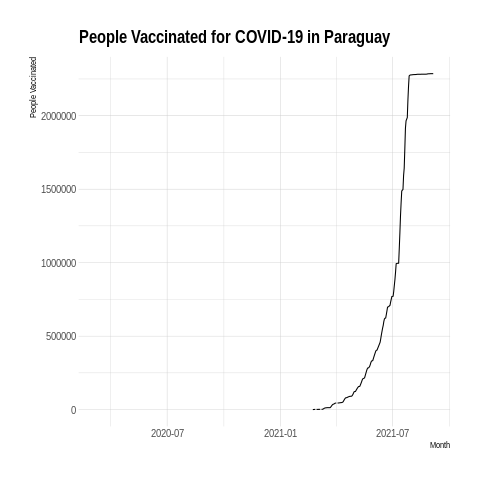 People Vaccinated for COVID-19 in Paraguay
People Vaccinated
2000000
1500000
1000000
500000
0
2020-07
2021-01
2021-07
Month